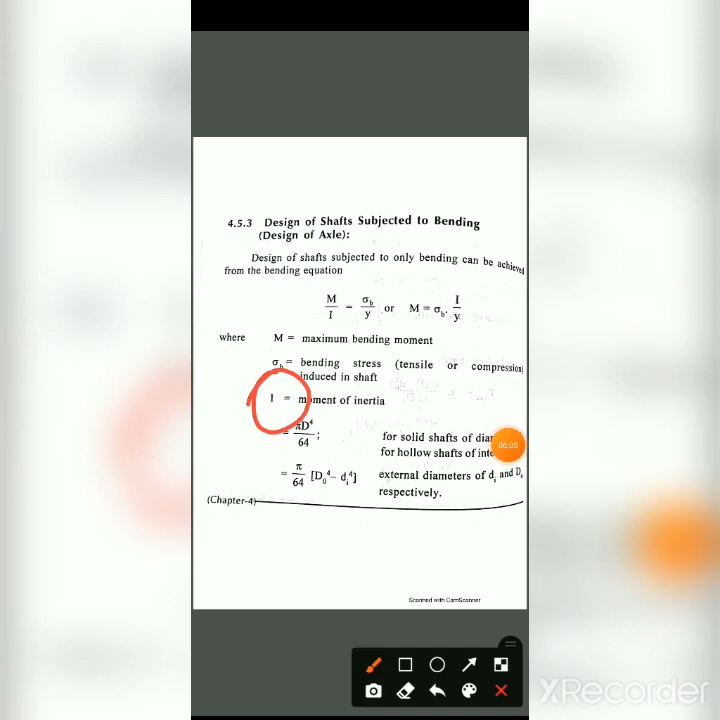 4.5.3 Design of Shafts Subjected to Bending
(Design of Axle):
Design of shafts subjected to only bending can be achieved
from the bending equation
M/I = σb/y or M = σb. I/y
where M = maximum bending moment
σb = bending stress (tensile or compression)
induced in shaft
I = moment of inertia
= πD⁴/64; for solid shafts of
06:05
for hollow shafts of
= π/64 [D₀⁴ – dᵢ⁴] external diameters of dᵢ and D₀
respectively.
(Chapter-4)
Scanned with CamScanner
XRecorder